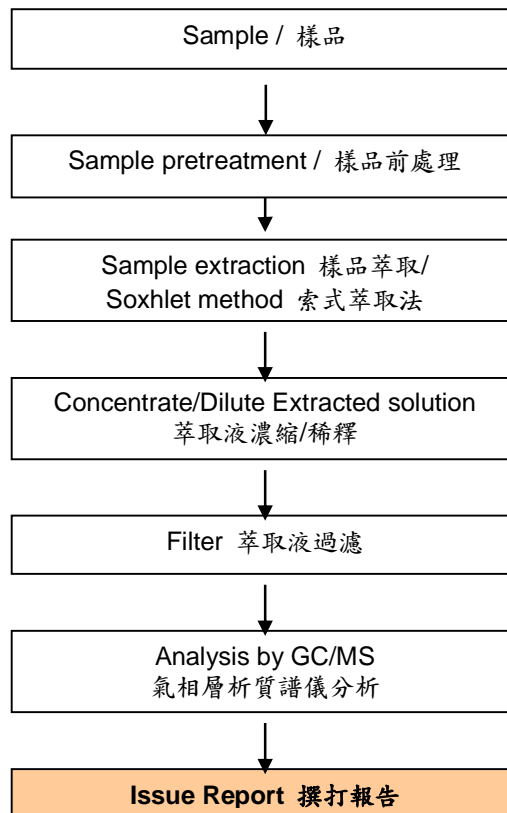 Sample / 樣品
Sample pretreatment / 樣品前處理
Sample extraction 樣品萃取/
Soxhlet method 索式萃取法
Concentrate/Dilute Extracted solution
萃取液濃縮/稀釋
Filter 萃取液過濾
Analysis by GC/MS
氣相層析質譜儀分析
Issue Report 撰打報告